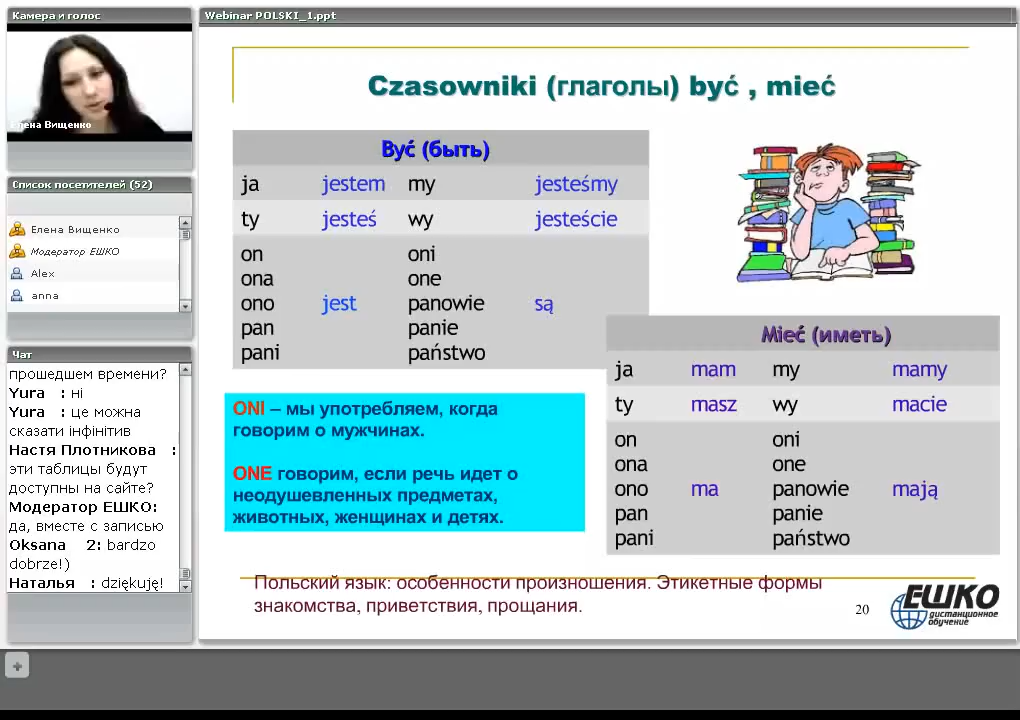 Камера и голос
Елена Вищенко
Список посетителей (52)
Елена Вищенко
Модератор ЕШКО
Alex
anna
Чат
прошедшем времени?
Yura : ні
Yura : це можна
сказати інфінітив
Настя Плотникова :
эти таблицы будут
доступны на сайте?
Модератор ЕШКО:
да, вместе с записью
Oksana 2: bardzo
dobrze!)
Наталья : dziękuję!
Webinar POLSKI_1.ppt
Czasowniki (глаголы) być , mieć
Być (быть)
ja jestem my jesteśmy
ty jesteś wy jesteście
on oni
ona one
ono jest panowie są
pan panie
pani państwo
Mieć (иметь)
ja mam my mamy
ty masz wy macie
on oni
ona one
ono ma panowie mają
pan panie
pani państwo
ONI – мы употребляем, когда
говорим о мужчинах.
ONE говорим, если речь идет о
неодушевленных предметах,
животных, женщинах и детях.
Польский язык: особенности произношения. Этикетные формы
знакомства, приветствия, прощания.
20
ЕШКО
дистанционное
обучение